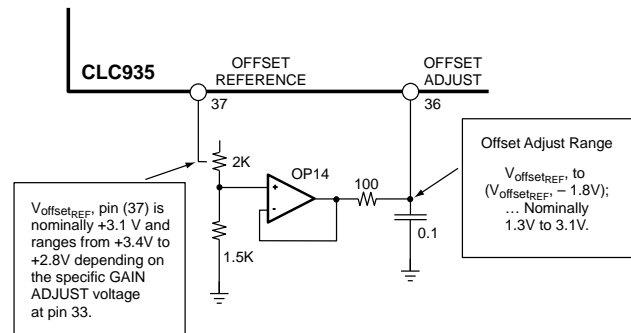 CLC935
OFFSET
REFERENCE
OFFSET
ADJUST
37
36
2K
OP14
100
1.5K
0.1
VoffsetREF, pin (37) is
nominally +3.1 V and
ranges from +3.4V to
+2.8V depending on
the specific GAIN
ADJUST voltage
at pin 33.
Offset Adjust Range
VoffsetREF, to
(VoffsetREF, – 1.8V);
... Nominally
1.3V to 3.1V.
+
-